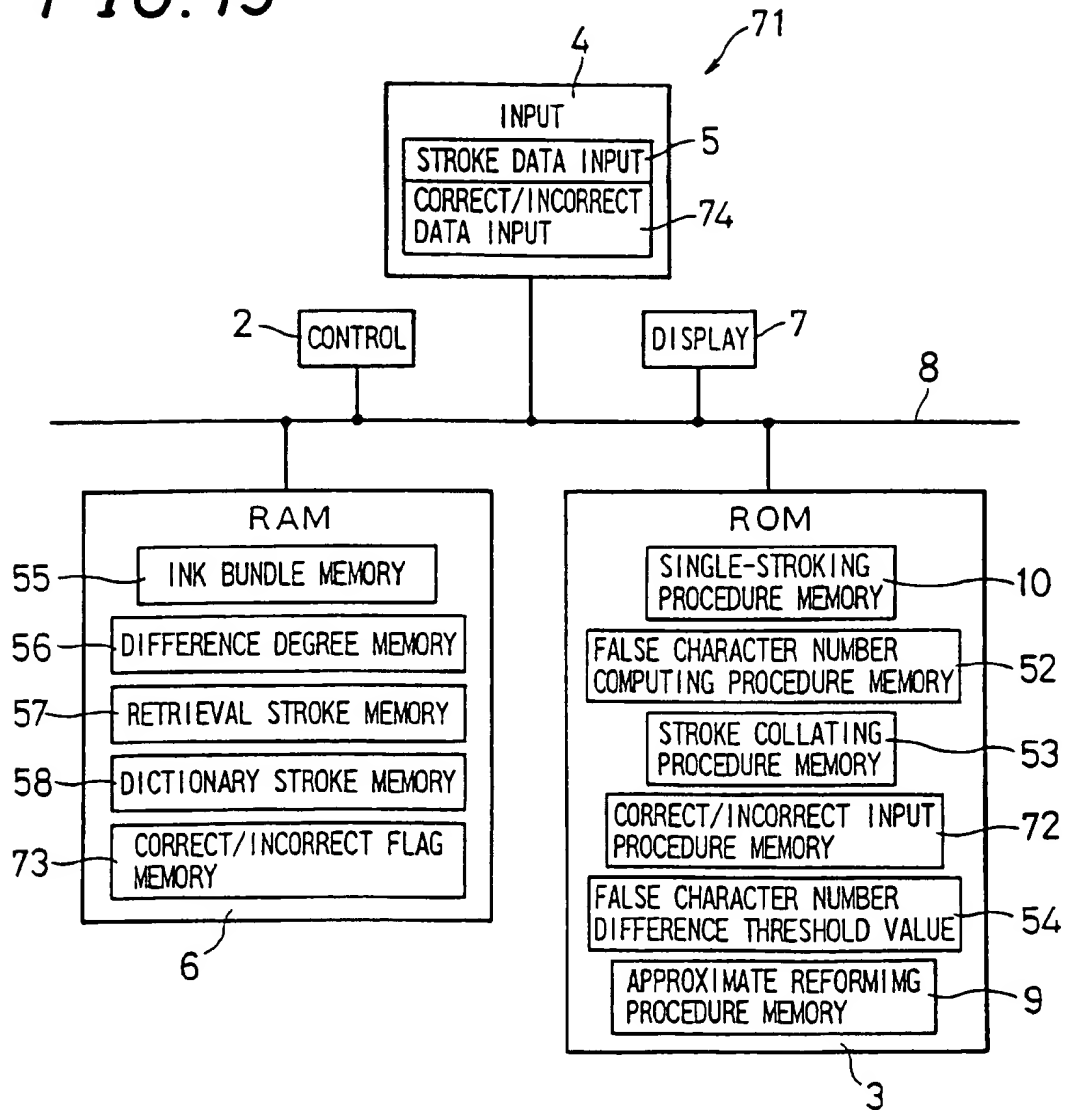 FIG.
71
4
INPUT
5
STROKE DATA INPUT
CORRECT/INCORRECT
DATA INPUT
74
2
CONTROL
DISPLAY
7
8
RAM
55
INK BUNDLE MEMORY
56
DIFFERENCE DEGREE MEMORY
57
RETRIEVAL STROKE MEMORY
58
DICTIONARY STROKE MEMORY
73
CORRECT/INCORRECT FLAG
MEMORY
6
ROM
SINGLE-STROKING
PROCEDURE MEMORY
10
FALSE CHARACTER NUMBER
COMPUTING PROCEDURE MEMORY
52
STROKE COLLATING
PROCEDURE MEMORY
53
CORRECT/INCORRECT INPUT
PROCEDURE MEMORY
72
FALSE CHARACTER NUMBER
DIFFERENCE THRESHOLD VALUE
54
APPROXIMATE REFORMIMG
PROCEDURE MEMORY
9
3